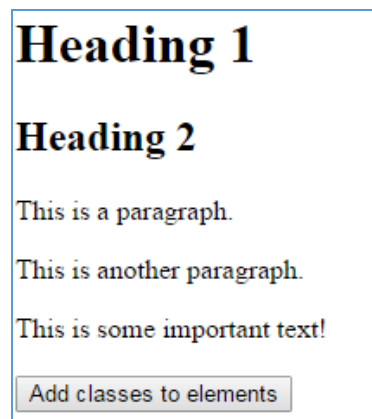 Heading 1
Heading 2
This is a paragraph.
This is another paragraph.
This is some important text!
Add classes to elements